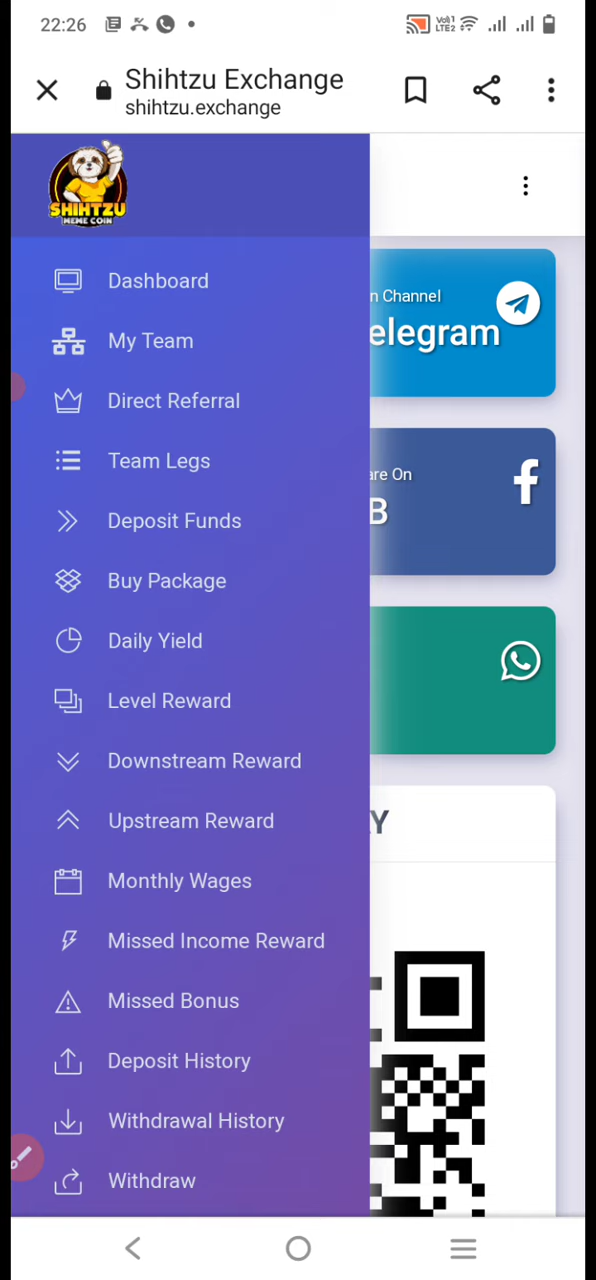 22:26
Vo1) LTE2
Shihtzu Exchange
shihtzu.exchange
SHIHTZU
MEME COIN
Dashboard
My Team
Direct Referral
Team Legs
Deposit Funds
Buy Package
Daily Yield
Level Reward
Downstream Reward
Upstream Reward
Monthly Wages
Missed Income Reward
Missed Bonus
Deposit History
Withdrawal History
Withdraw
n Channel
elegram
are On
B
Y